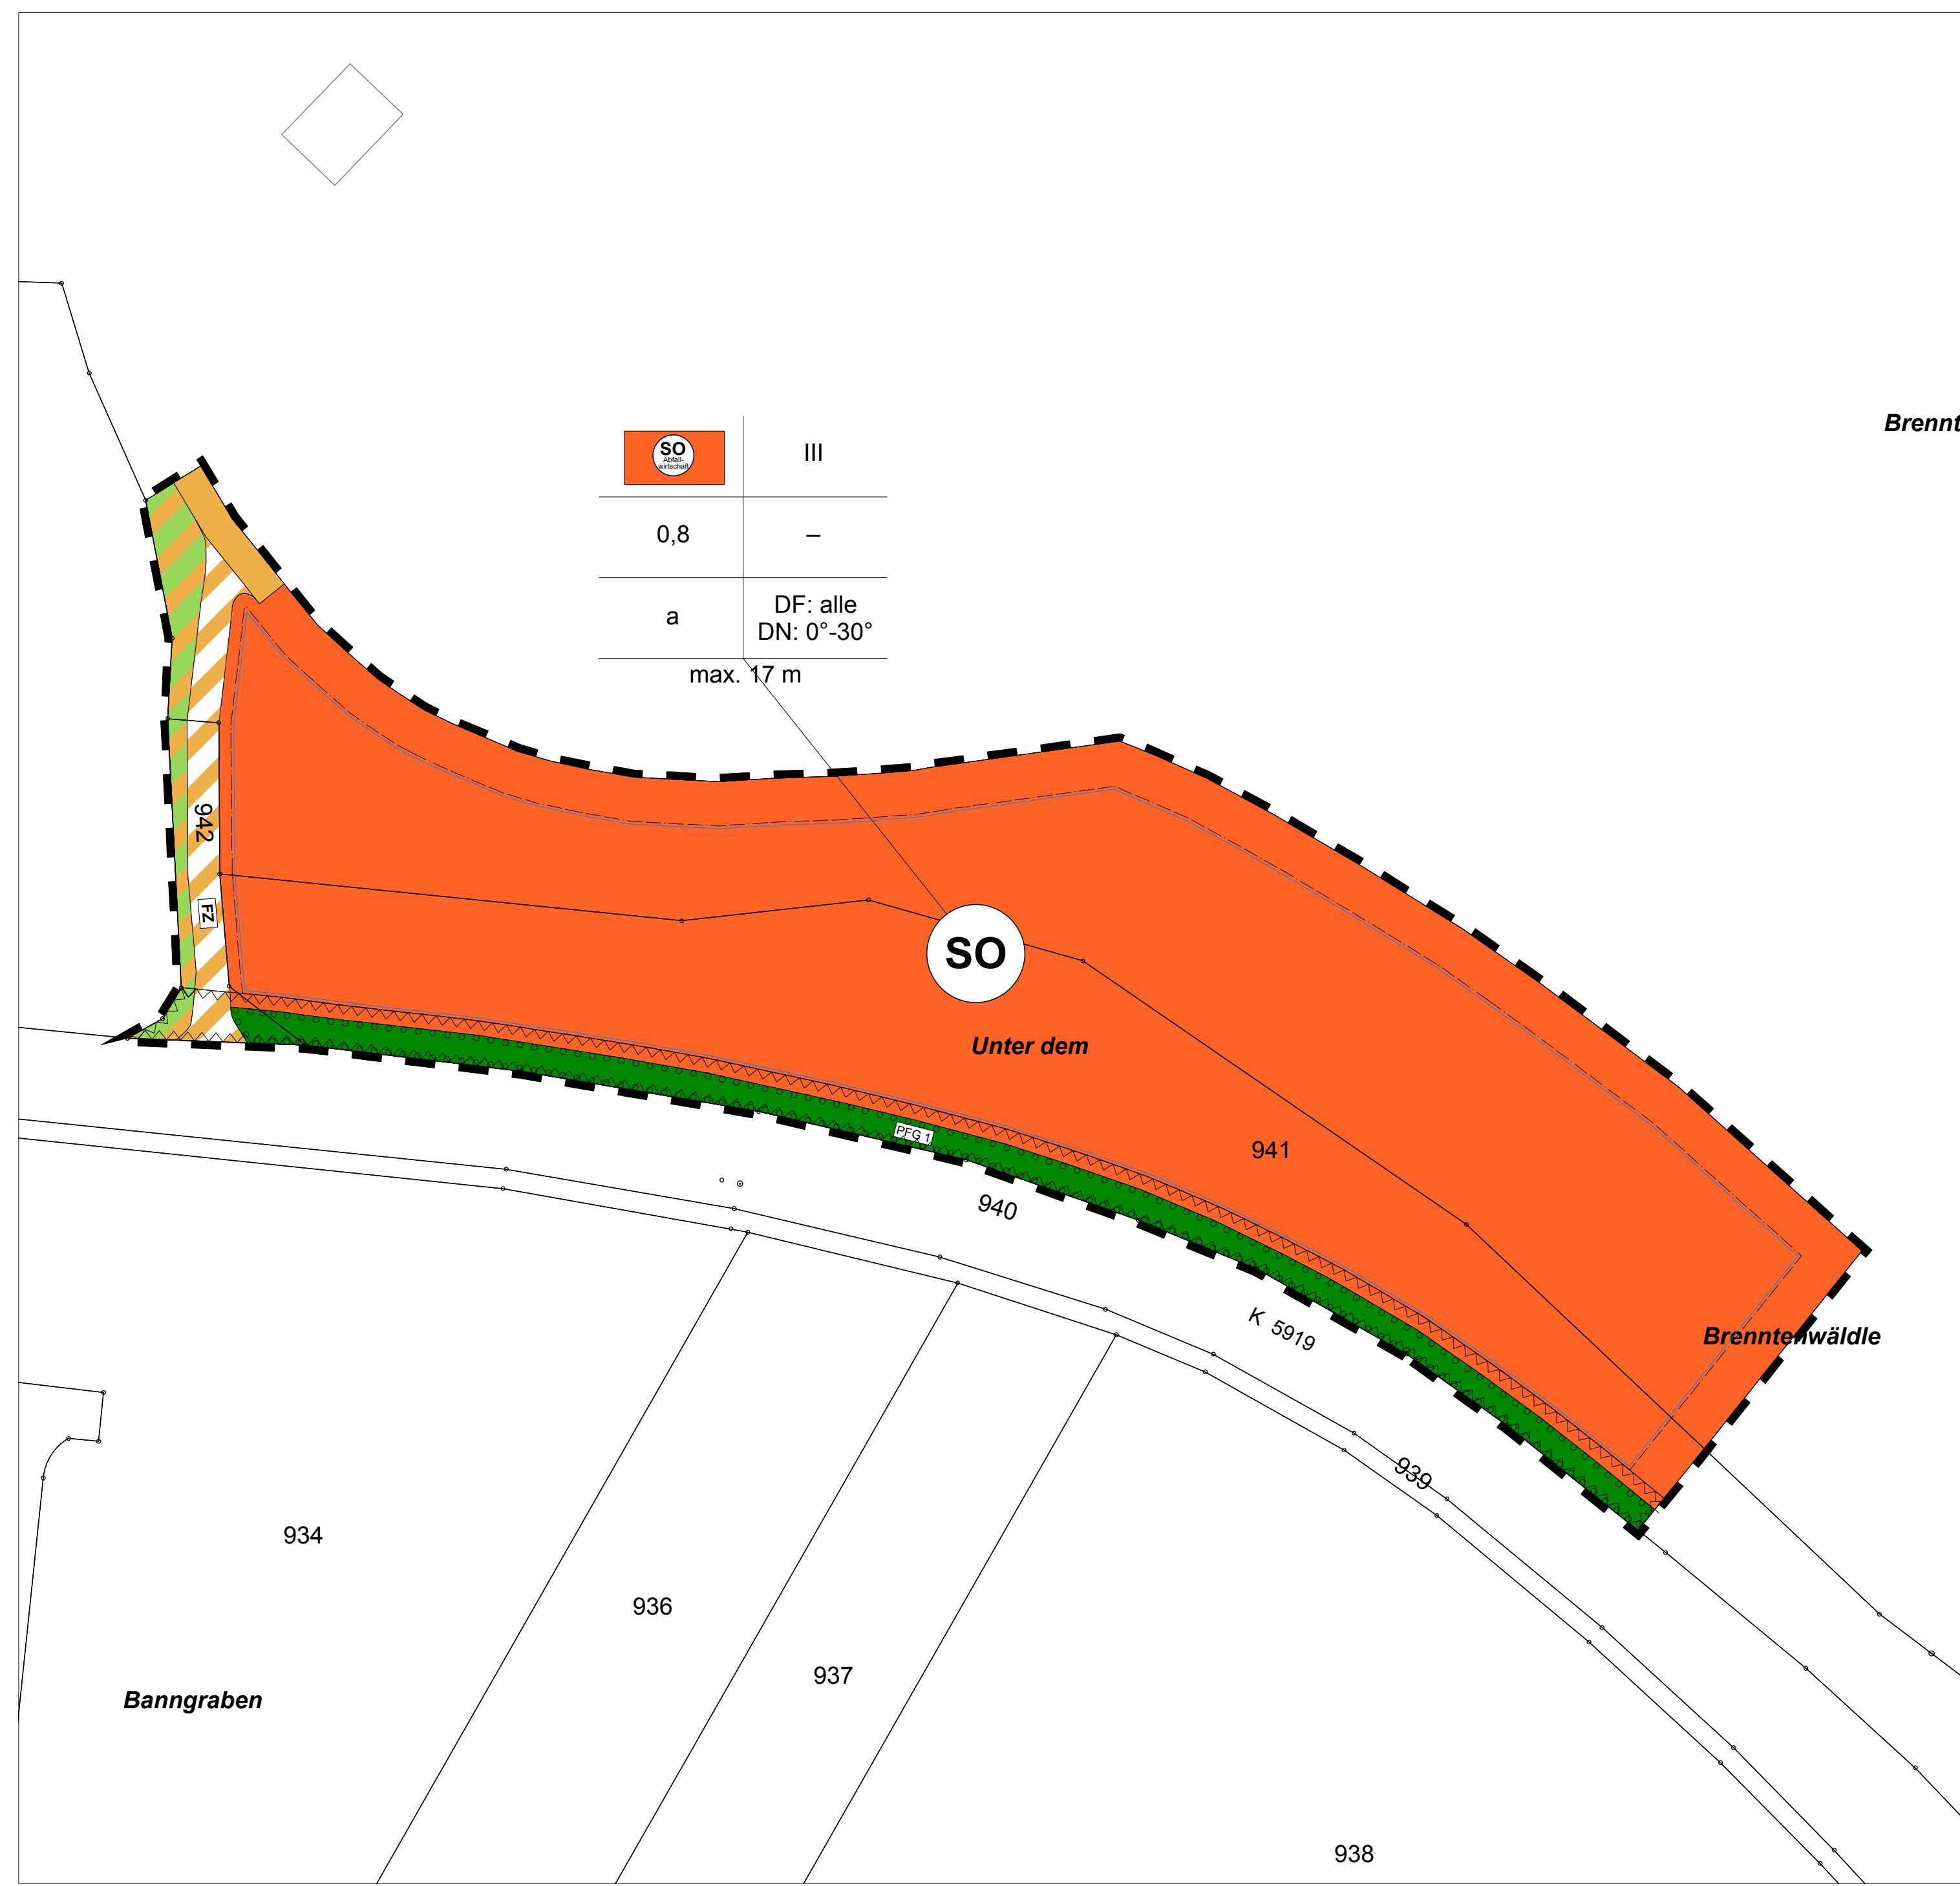 Brennt
SO
Abfall-
wirtschaft
III
0,8
–
a
DF: alle
DN: 0°-30°
max. 17 m
942
FZ
SO
Unter dem
PFG 1
941
940
K 5919
Brenntenwäldle
939
934
936
937
Banngraben
938